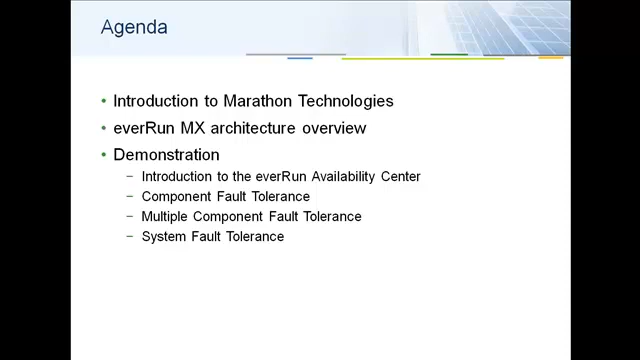 Agenda
• Introduction to Marathon Technologies
• everRun MX architecture overview
• Demonstration
– Introduction to the everRun Availability Center
– Component Fault Tolerance
– Multiple Component Fault Tolerance
– System Fault Tolerance